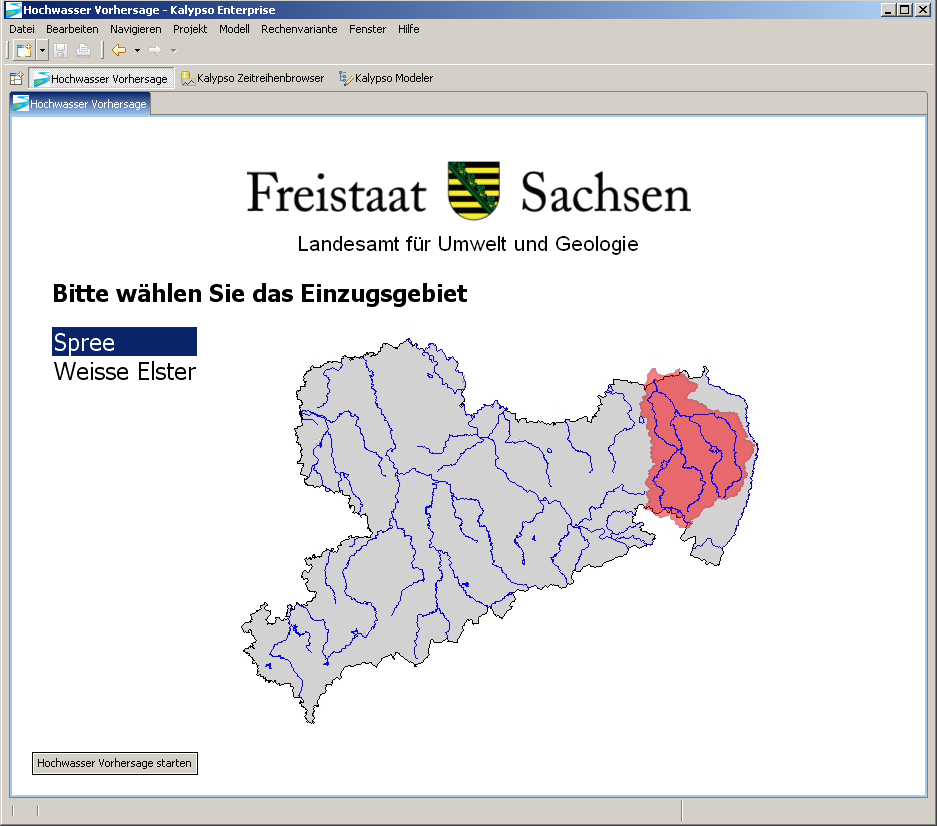 Hochwasser Vorhersage - Kalypso Enterprise
Datei Bearbeiten Navigieren Projekt Modell Rechenvariante Fenster Hilfe
Hochwasser Vorhersage Kalypso Zeitreihenbrowser Kalypso Modeler
Hochwasser Vorhersage
Freistaat Sachsen
Landesamt für Umwelt und Geologie
Bitte wählen Sie das Einzugsgebiet
Spree
Weisse Elster
Hochwasser Vorhersage starten